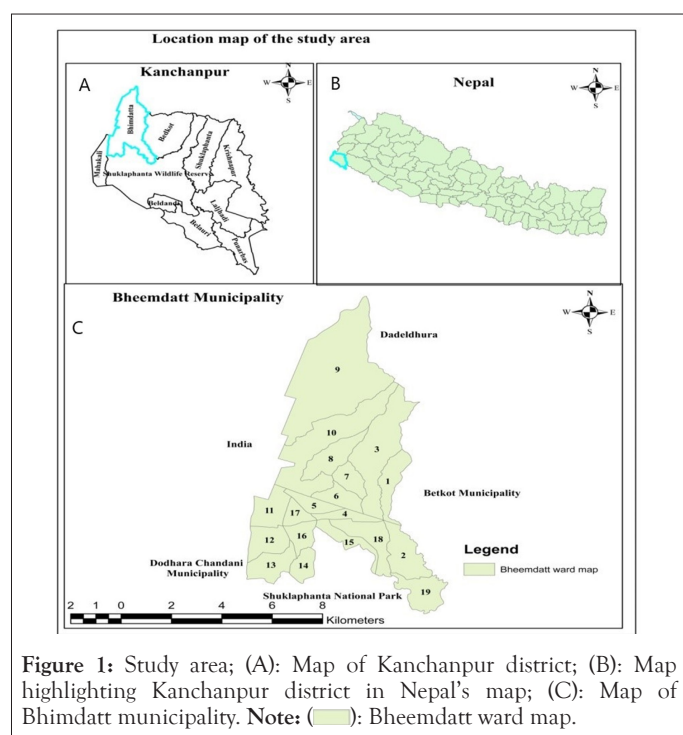 Location map of the study area
A
Kanchanpur
N
W
E
S
Bhimdatta
Bedkot
Shuklaphanta
Krishnapur
Mahakali
Shuklaphanta Wildlife Reserve
Beldandi
Laljhadi
Belauri
Punarbas
B
Nepal
N
W
E
S
Bheemdatt Municipality
C
N
W
E
S
Dadeldhura
9
10
3
India
8
7
1
6
Betkot Municipality
5
11
17
4
12
16
15
18
2
Legend
Bheemdatt ward map
Dodhara Chandani
Municipality
13
14
Shuklaphanta National Park
19
2 1 0 2 4 6 8
Kilometers
Figure 1: Study area; (A): Map of Kanchanpur district; (B): Map
highlighting Kanchanpur district in Nepal's map; (C): Map of
Bhimdatt municipality. Note: ( ): Bheemdatt ward map.